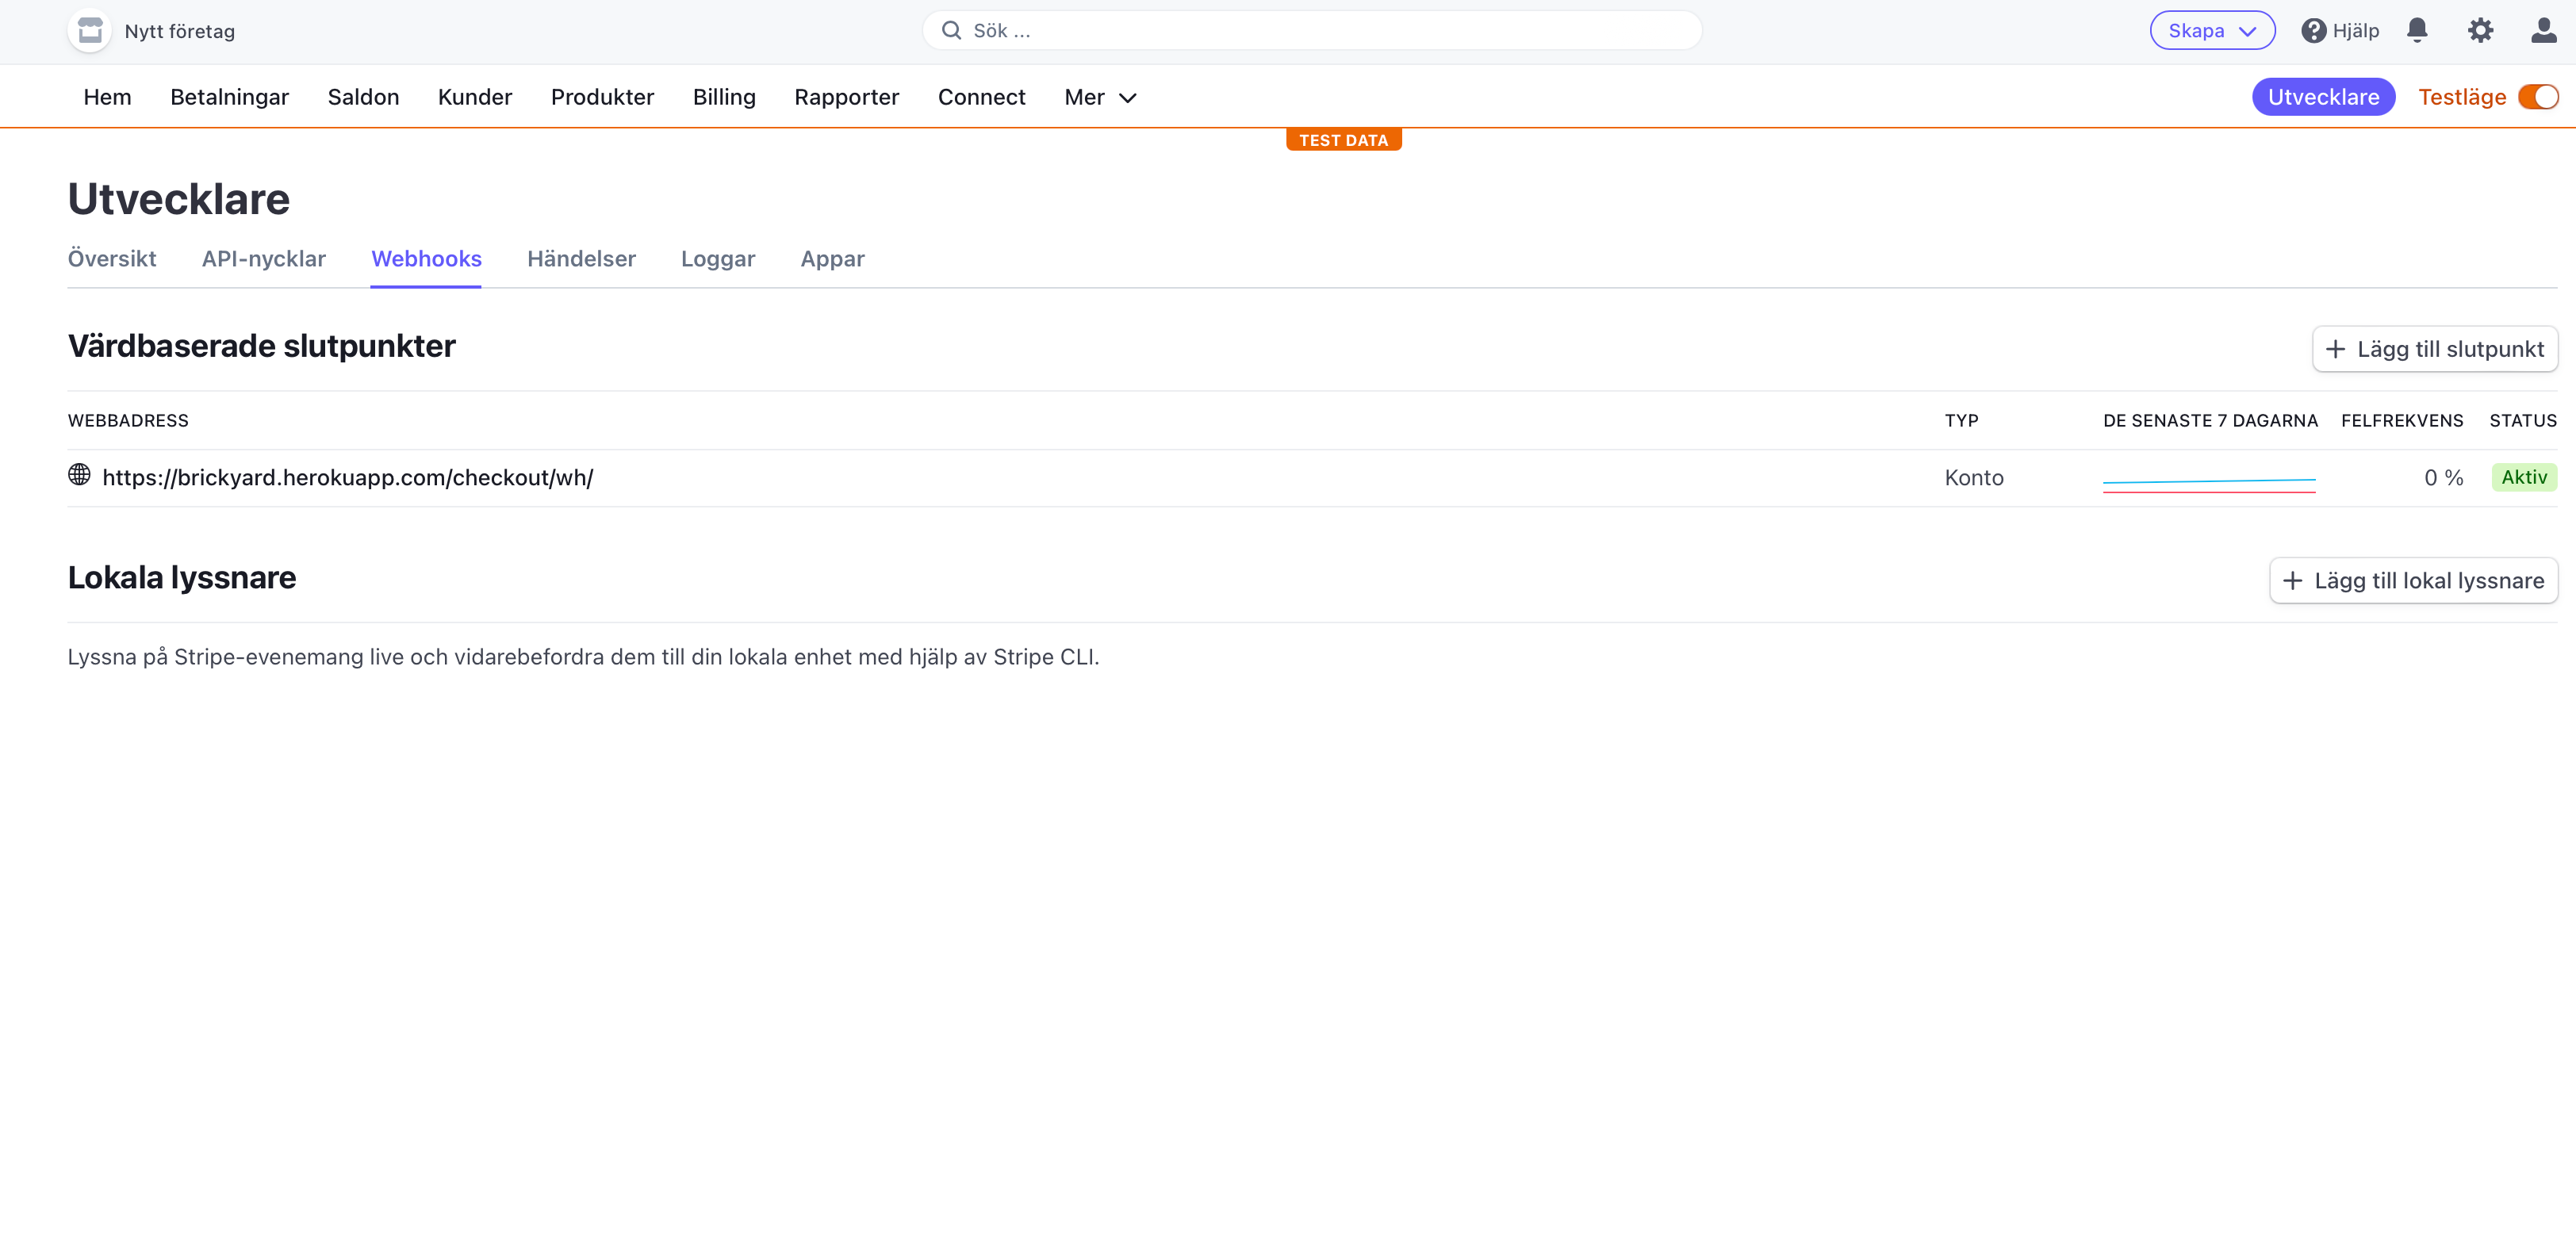 Nytt företag
Sök ...
Skapa
Hjälp
Hem Betalningar Saldon Kunder Produkter Billing Rapporter Connect Mer
Utvecklare Testläge
TEST DATA
Utvecklare
Översikt API-nycklar Webhooks Händelser Loggar Appar
Värdbaserade slutpunkter
+ Lägg till slutpunkt
WEBBADRESS TYP DE SENASTE 7 DAGARNA FELFREKVENS STATUS
https://brickyard.herokuapp.com/checkout/wh/ Konto 0 % Aktiv
Lokala lyssnare
+ Lägg till lokal lyssnare
Lyssna på Stripe-evenemang live och vidarebefordra dem till din lokala enhet med hjälp av Stripe CLI.